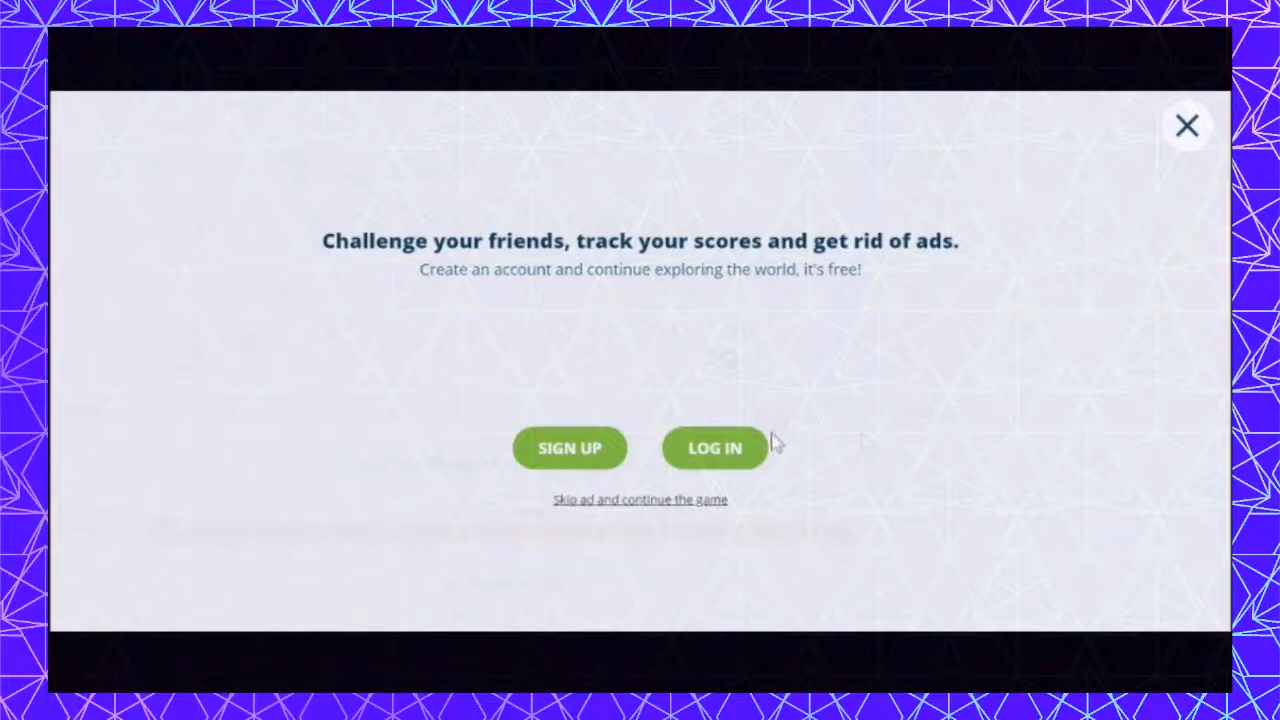 Challenge your friends, track your scores and get rid of ads.
Create an account and continue exploring the world, it's free!
SIGN UP
LOG IN
Skip ad and continue the game